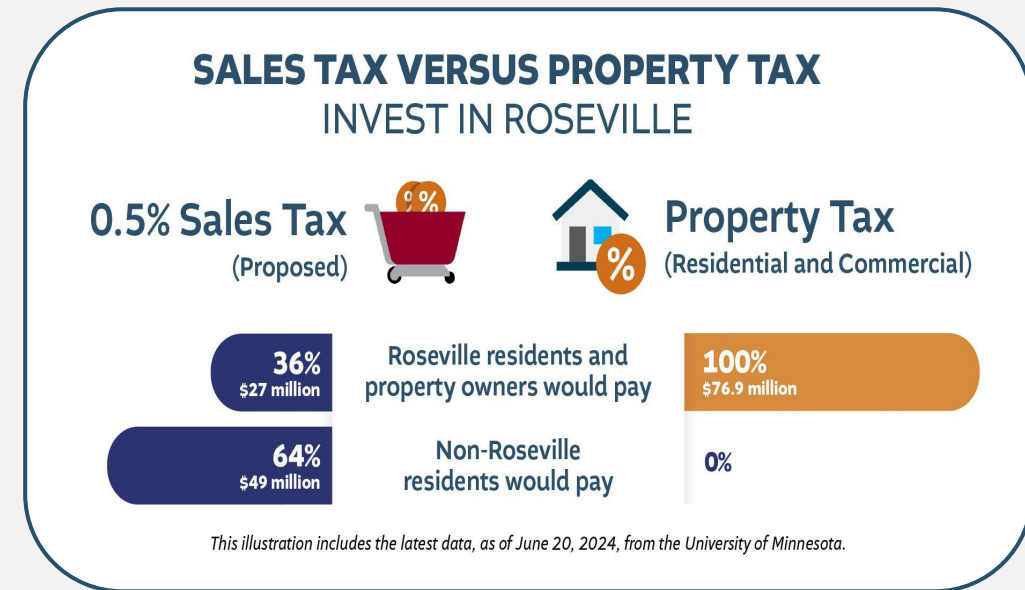 SALES TAX VERSUS PROPERTY TAX
INVEST IN ROSEVILLE
0.5% Sales Tax
(Proposed)
%
%
%
Property Tax
(Residential and Commercial)
36%
$27 million
Roseville residents and
property owners would pay
100%
$76.9 million
64%
$49 million
Non-Roseville
residents would pay
0%
This illustration includes the latest data, as of June 20, 2024, from the University of Minnesota.